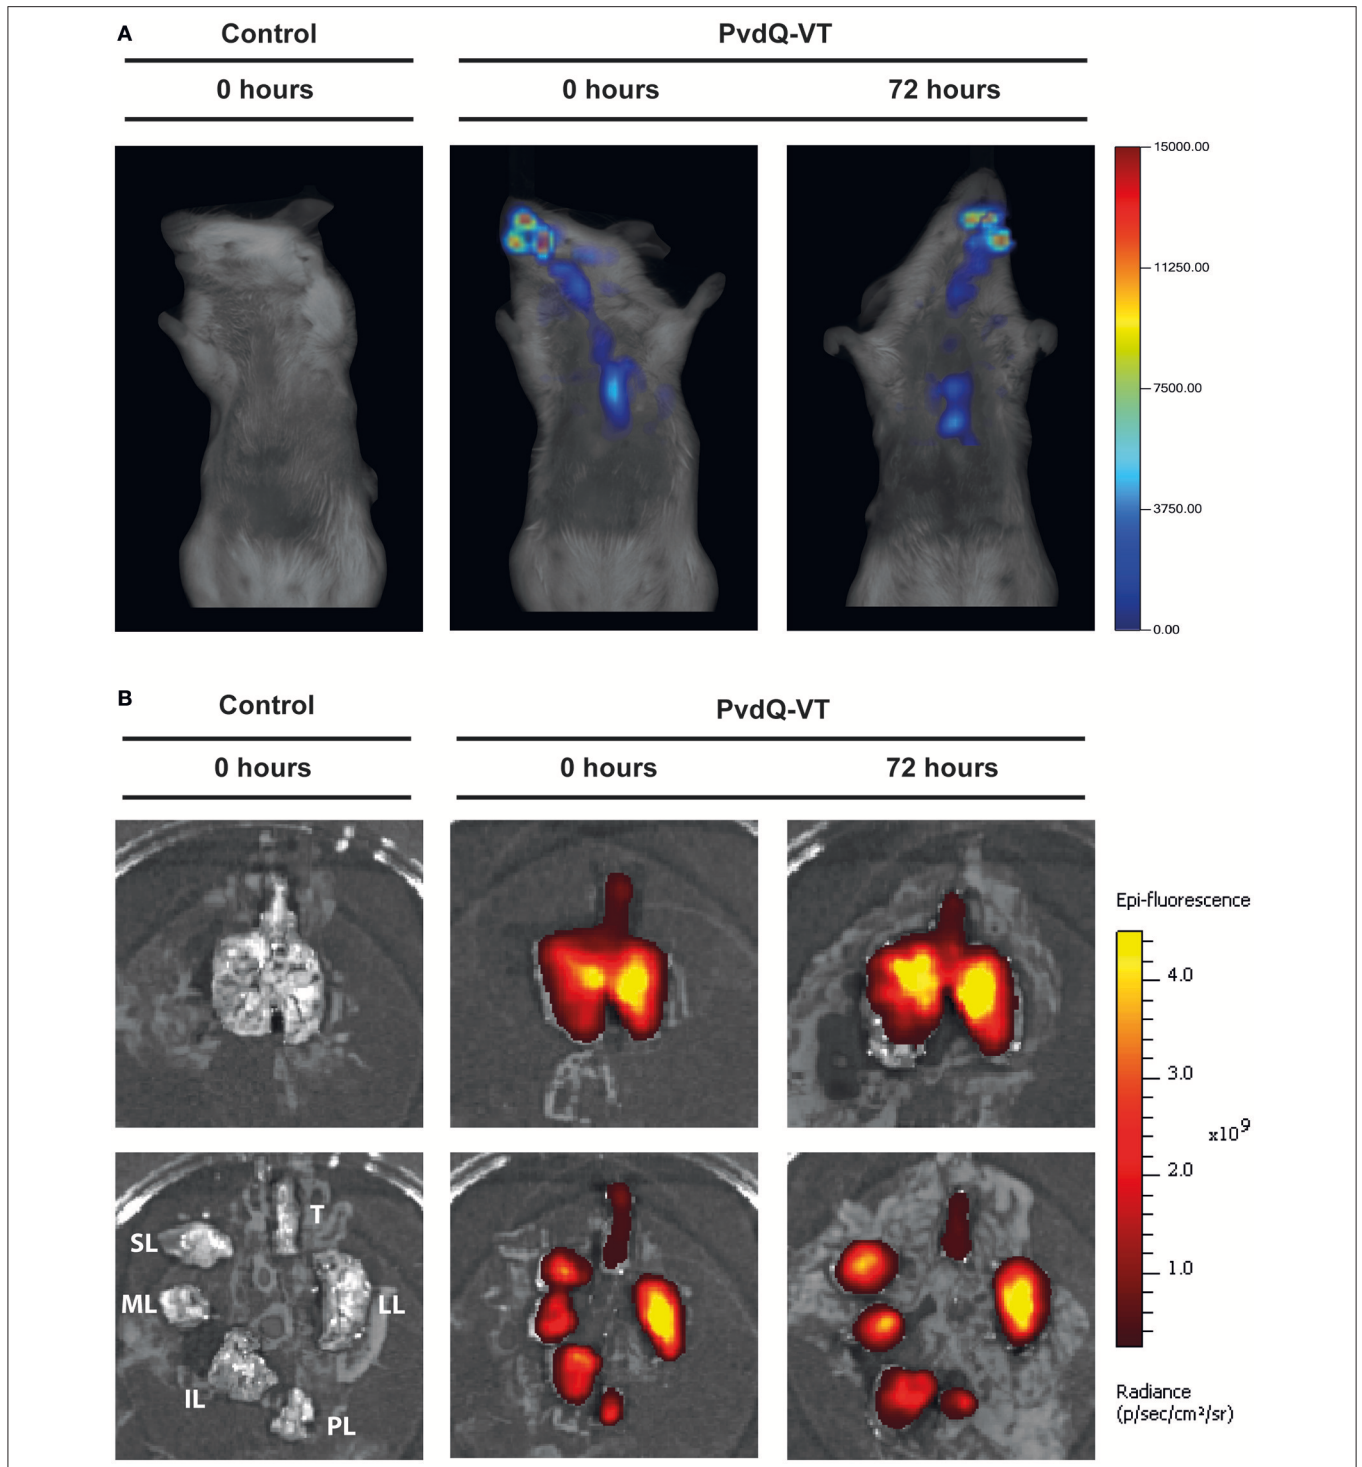 A
Control
PvdQ-VT
0 hours
0 hours
72 hours
15000.00
11250.00
7500.00
3750.00
0.00
B
Control
PvdQ-VT
0 hours
0 hours
72 hours
Epi-fluorescence
4.0
3.0
x10⁹
2.0
1.0
Radiance
(p/sec/cm²/sr)
T
SL
ML
LL
IL
PL